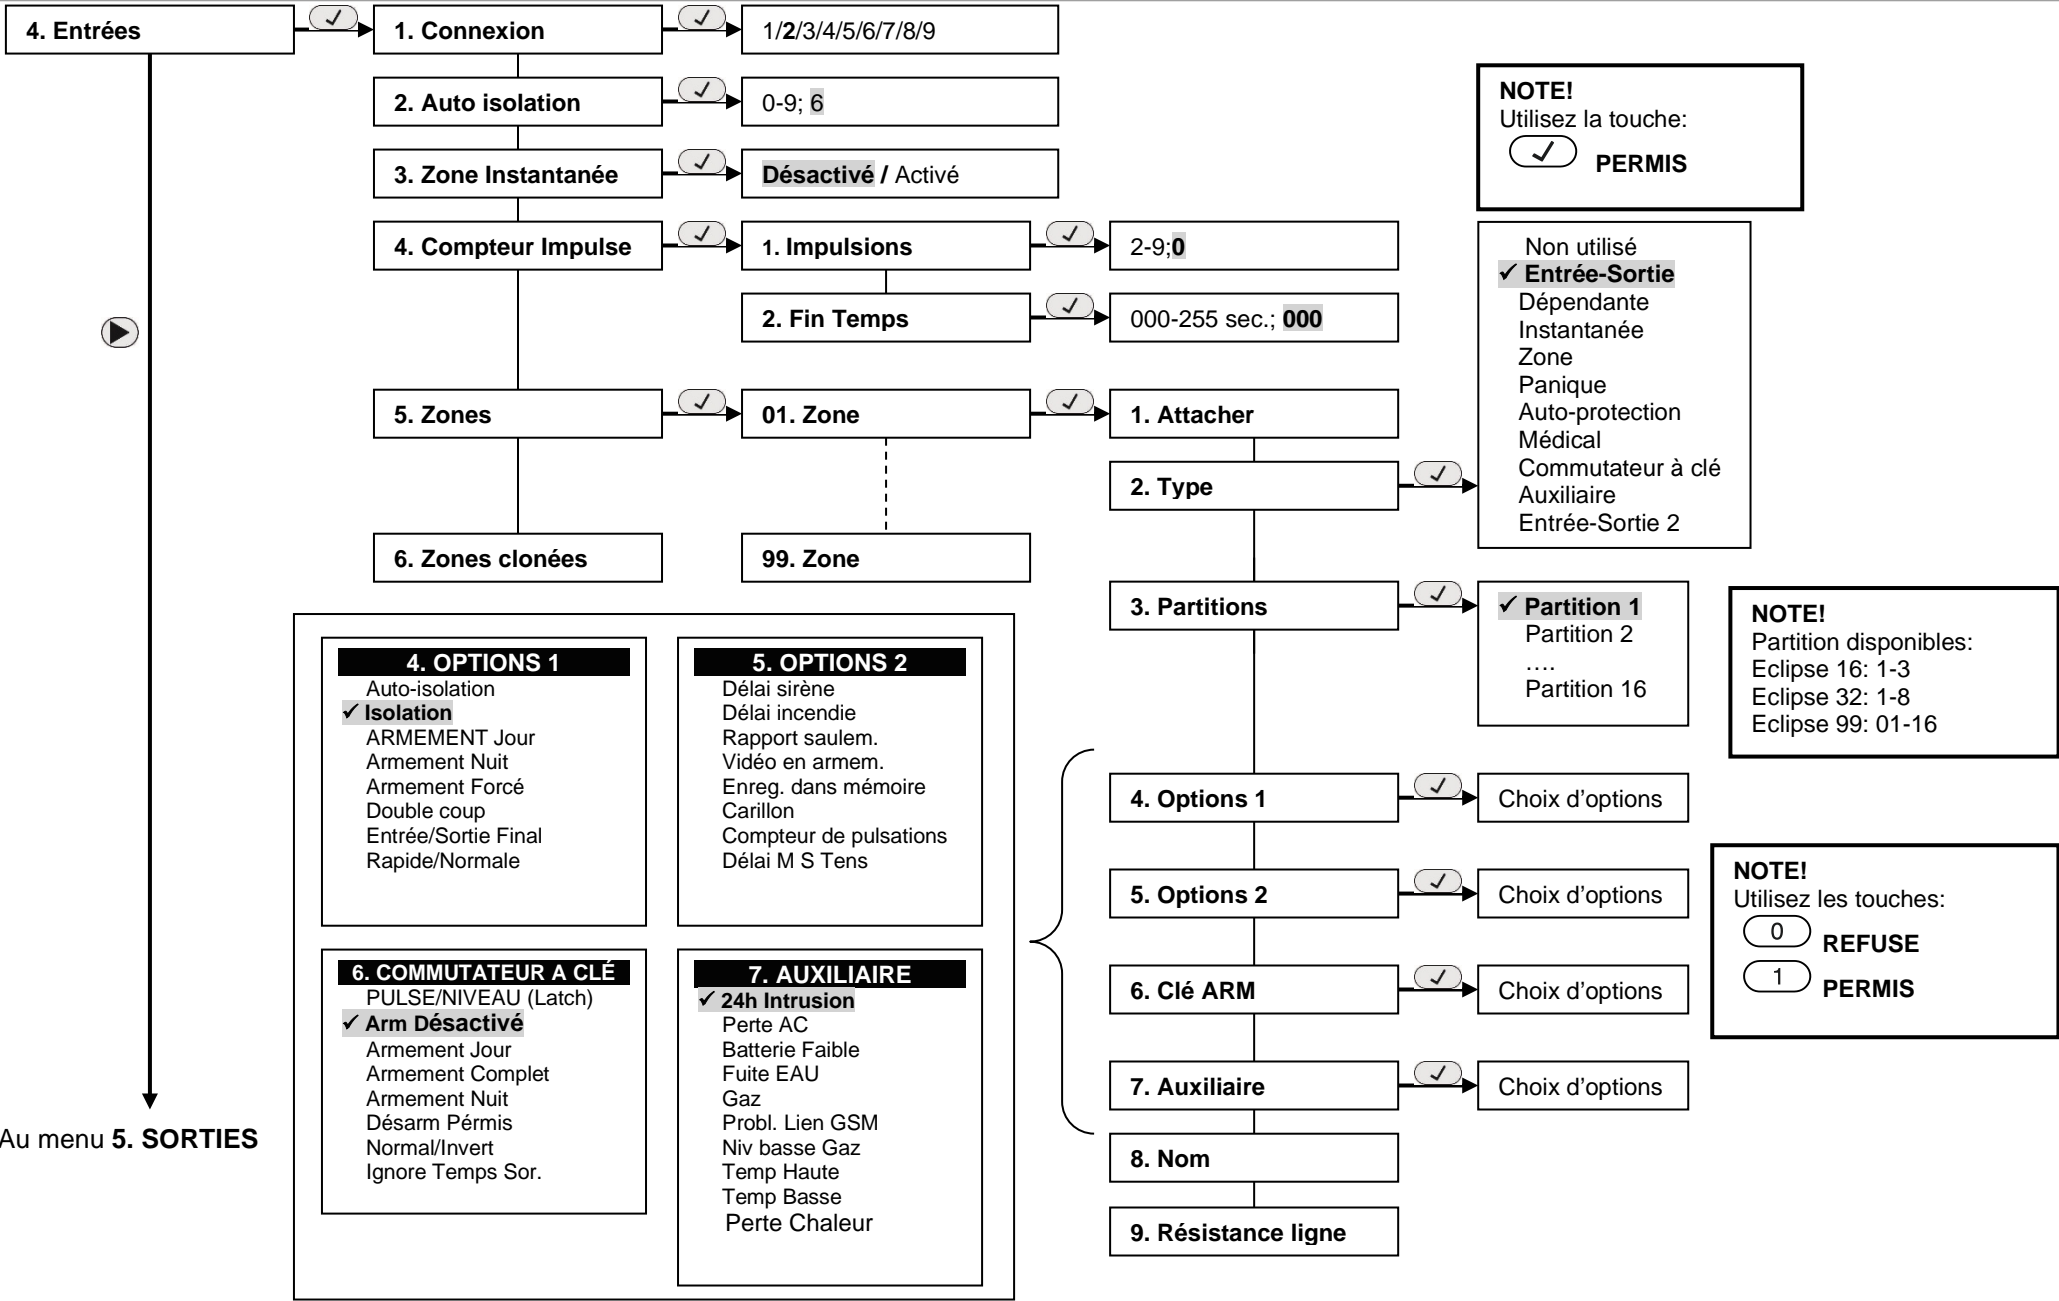 4. Entrées
1. Connexion
1/2/3/4/5/6/7/8/9
2. Auto isolation
0-9; 6
3. Zone Instantanée
Désactivé / Activé
4. Compteur Impulse
1. Impulsions
2-9;0
2. Fin Temps
000-255 sec.; 000
5. Zones
01. Zone
1. Attacher
2. Type
6. Zones clonées
99. Zone
3. Partitions
NOTE!
Utilisez la touche:
PERMIS
Non utilisé
✓ Entrée-Sortie
Dépendante
Instantanée
Zone
Panique
Auto-protection
Médical
Commutateur à clé
Auxiliaire
Entrée-Sortie 2
✓ Partition 1
Partition 2
....
Partition 16
NOTE!
Partition disponibles:
Eclipse 16: 1-3
Eclipse 32: 1-8
Eclipse 99: 01-16
4. OPTIONS 1
Auto-isolation
✓ Isolation
ARMEMENT Jour
Armement Nuit
Armement Forcé
Double coup
Entrée/Sortie Final
Rapide/Normale
5. OPTIONS 2
Délai sirène
Délai incendie
Rapport saulem.
Vidéo en armem.
Enreg. dans mémoire
Carillon
Compteur de pulsations
Délai M S Tens
6. COMMUTATEUR A CLÉ
PULSE/NIVEAU (Latch)
✓ Arm Désactivé
Armement Jour
Armement Complet
Armement Nuit
Désarm Pérmis
Normal/Invert
Ignore Temps Sor.
7. AUXILIAIRE
✓ 24h Intrusion
Perte AC
Batterie Faible
Fuite EAU
Gaz
Probl. Lien GSM
Niv basse Gaz
Temp Haute
Temp Basse
Perte Chaleur
4. Options 1
Choix d'options
5. Options 2
Choix d'options
6. Clé ARM
Choix d'options
7. Auxiliaire
Choix d'options
8. Nom
9. Résistance ligne
NOTE!
Utilisez les touches:
0 REFUSE
1 PERMIS
Au menu 5. SORTIES